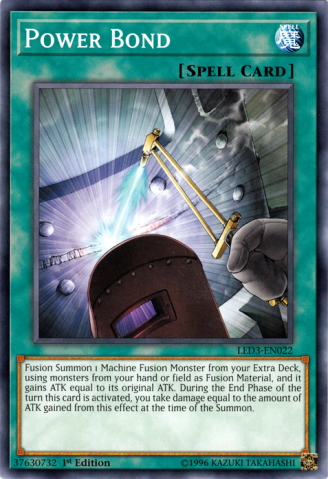 POWER BOND
SPELL
[SPELL CARD]
LED3-EN022
Fusion Summon 1 Machine Fusion Monster from your Extra Deck,
using monsters from your hand or field as Fusion Material, and it
gains ATK equal to its original ATK. During the End Phase of the
turn this card is activated, you take damage equal to the amount of
ATK gained from this effect at the time of the Summon.
37630732 1st Edition ©1996 KAZUKI TAKAHASHI